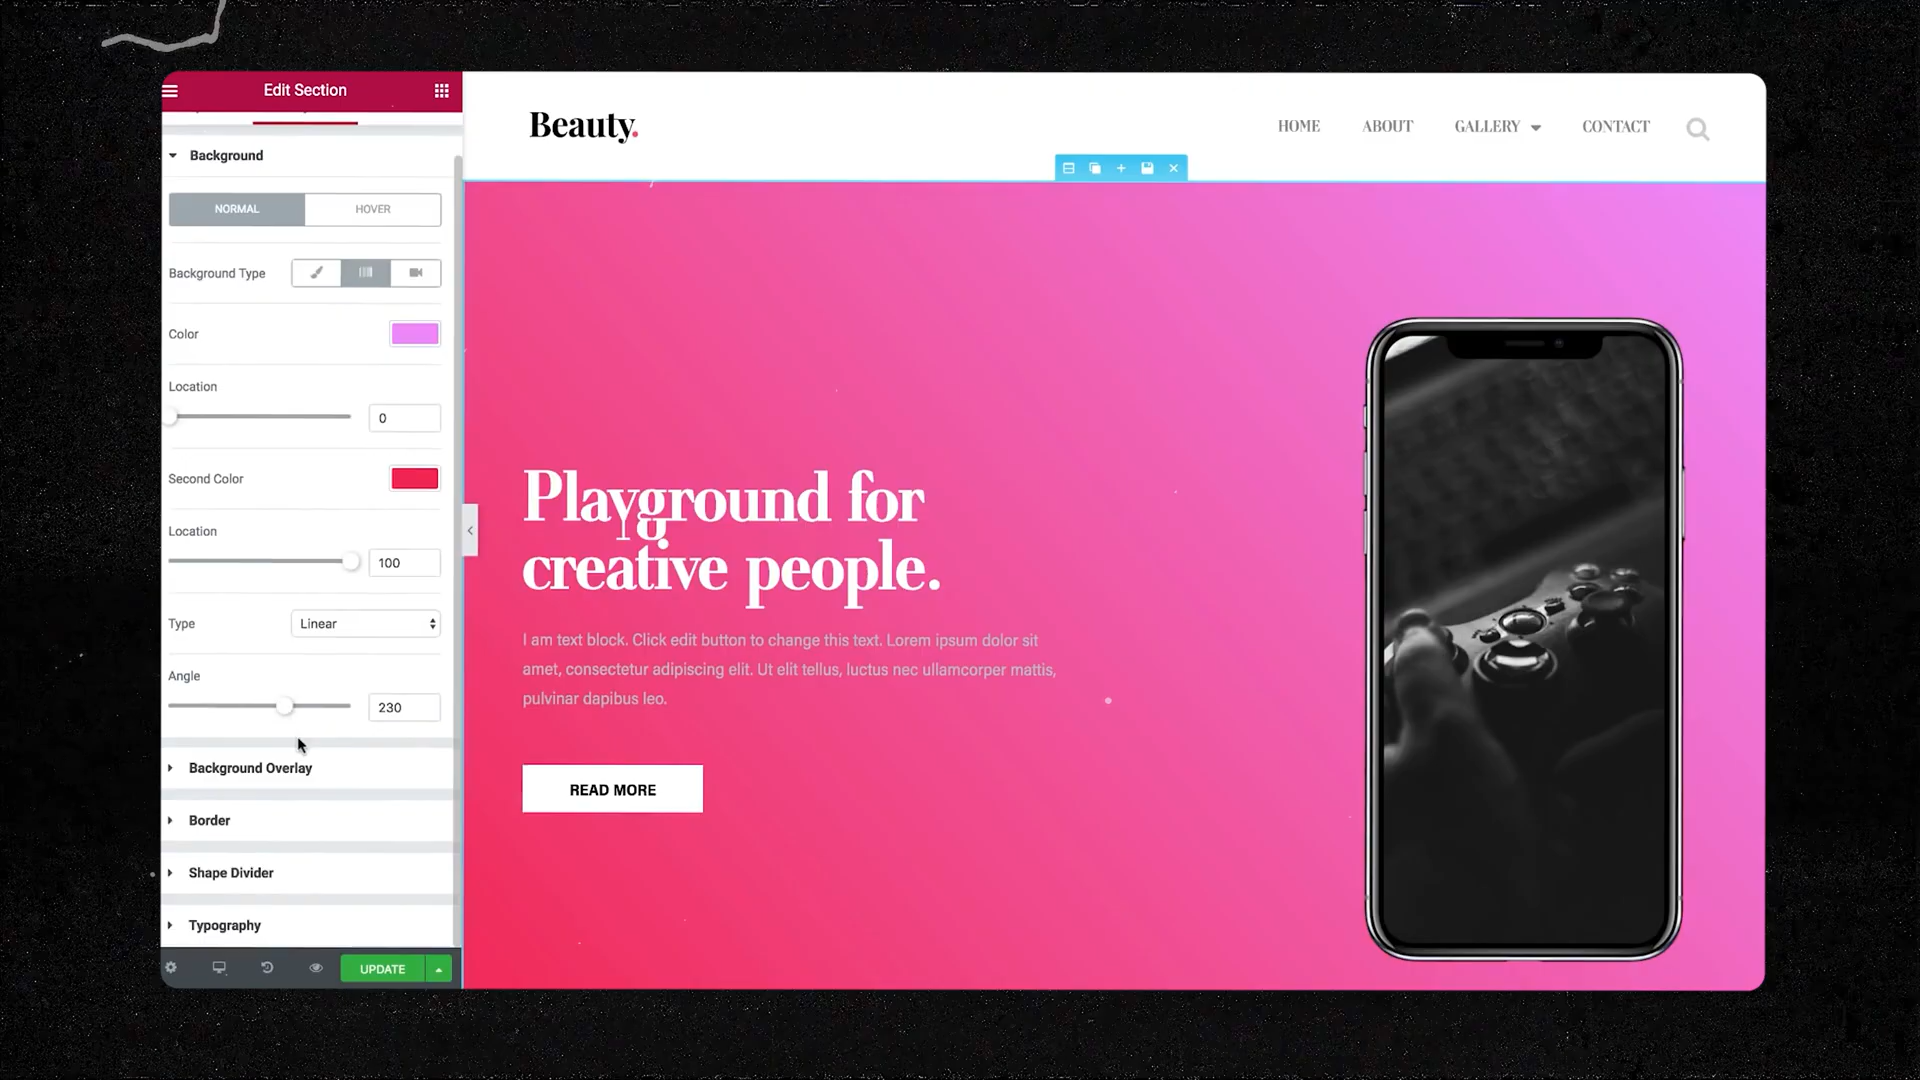 Edit Section
Background
NORMAL
HOVER
Background Type
Color
Location
0
Second Color
Location
100
Type
Linear
Angle
230
Background Overlay
Border
Shape Divider
Typography
UPDATE
Beauty.
HOME
ABOUT
GALLERY
CONTACT
Playground for
creative people.
I am text block. Click edit button to change this text. Lorem ipsum dolor sit
amet, consectetur adipiscing elit. Ut elit tellus, luctus nec ullamcorper mattis,
pulvinar dapibus leo.
READ MORE